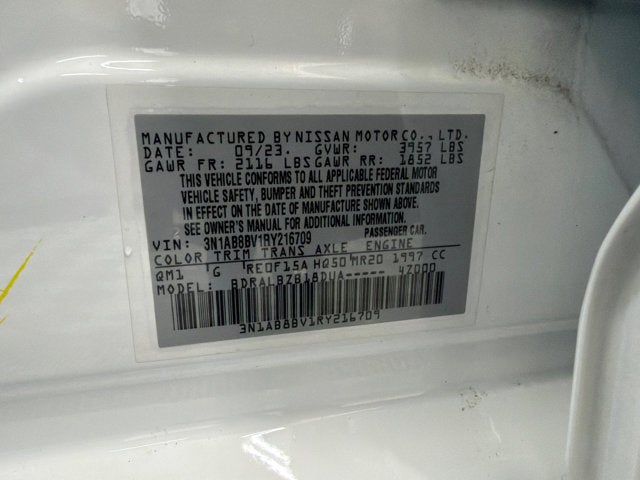 MANUFACTURED BY NISSAN MOTOR CO., LTD.
DATE: 09/23. GVWR: 3957 LBS
GAWR FR: 2116 LBS GAWR RR: 1852 LBS
THIS VEHICLE CONFORMS TO ALL APPLICABLE FEDERAL MOTOR
VEHICLE SAFETY, BUMPER AND THEFT PREVENTION STANDARDS
IN EFFECT ON THE DATE OF MANUFACTURE SHOWN ABOVE.
SEE OWNER'S MANUAL FOR ADDITIONAL INFORMATION.
VIN: 3N1AB8BV1RY216709 PASSENGER CAR.
COLOR TRIM TRANS AXLE ENGINE
QM1 G RE0F15A HQ50 MR20 1997 CC
MODEL: BDRALBZB18DUA----- 4Z000
3N1AB8BV1RY216709